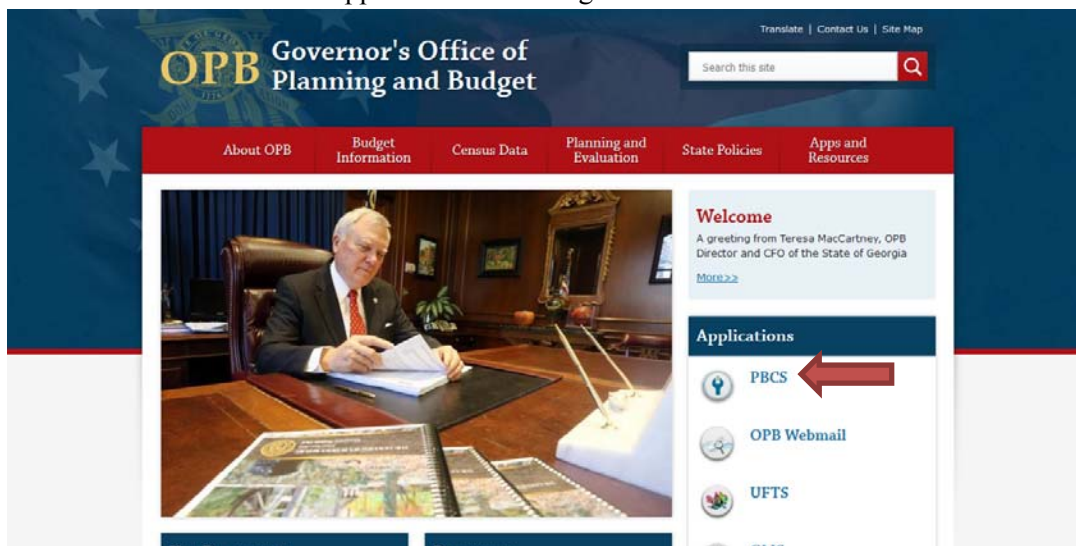 Translate | Contact Us | Site Map
OPB
Governor's Office of
Planning and Budget
Search this site
About OPB
Budget
Information
Census Data
Planning and
Evaluation
State Policies
Apps and
Resources
Welcome
A greeting from Teresa MacCartney, OPB
Director and CFO of the State of Georgia
More>>
Applications
PBCS
OPB Webmail
UFTS